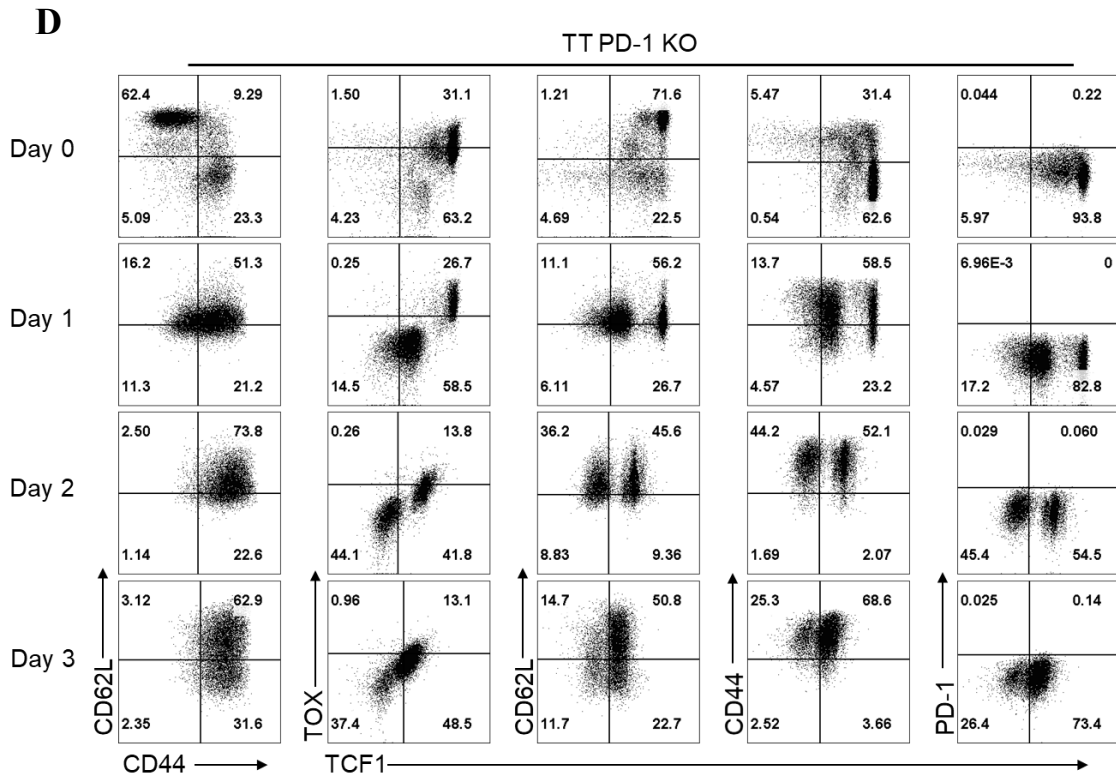 D
TT PD-1 KO
Day 0
62.4 9.29
5.09 23.3
1.50 31.1
4.23 63.2
1.21 71.6
4.69 22.5
5.47 31.4
0.54 62.6
0.044 0.22
5.97 93.8
Day 1
16.2 51.3
11.3 21.2
0.25 26.7
14.5 58.5
11.1 56.2
6.11 26.7
13.7 58.5
4.57 23.2
6.96E-3 0
17.2 82.8
Day 2
2.50 73.8
1.14 22.6
0.26 13.8
44.1 41.8
36.2 45.6
8.83 9.36
44.2 52.1
1.69 2.07
0.029 0.060
45.4 54.5
Day 3
3.12 62.9
2.35 31.6
0.96 13.1
37.4 48.5
14.7 50.8
11.7 22.7
25.3 68.6
2.52 3.66
0.025 0.14
26.4 73.4
CD62L
TOX
CD62L
CD44
PD-1
CD44
TCF1